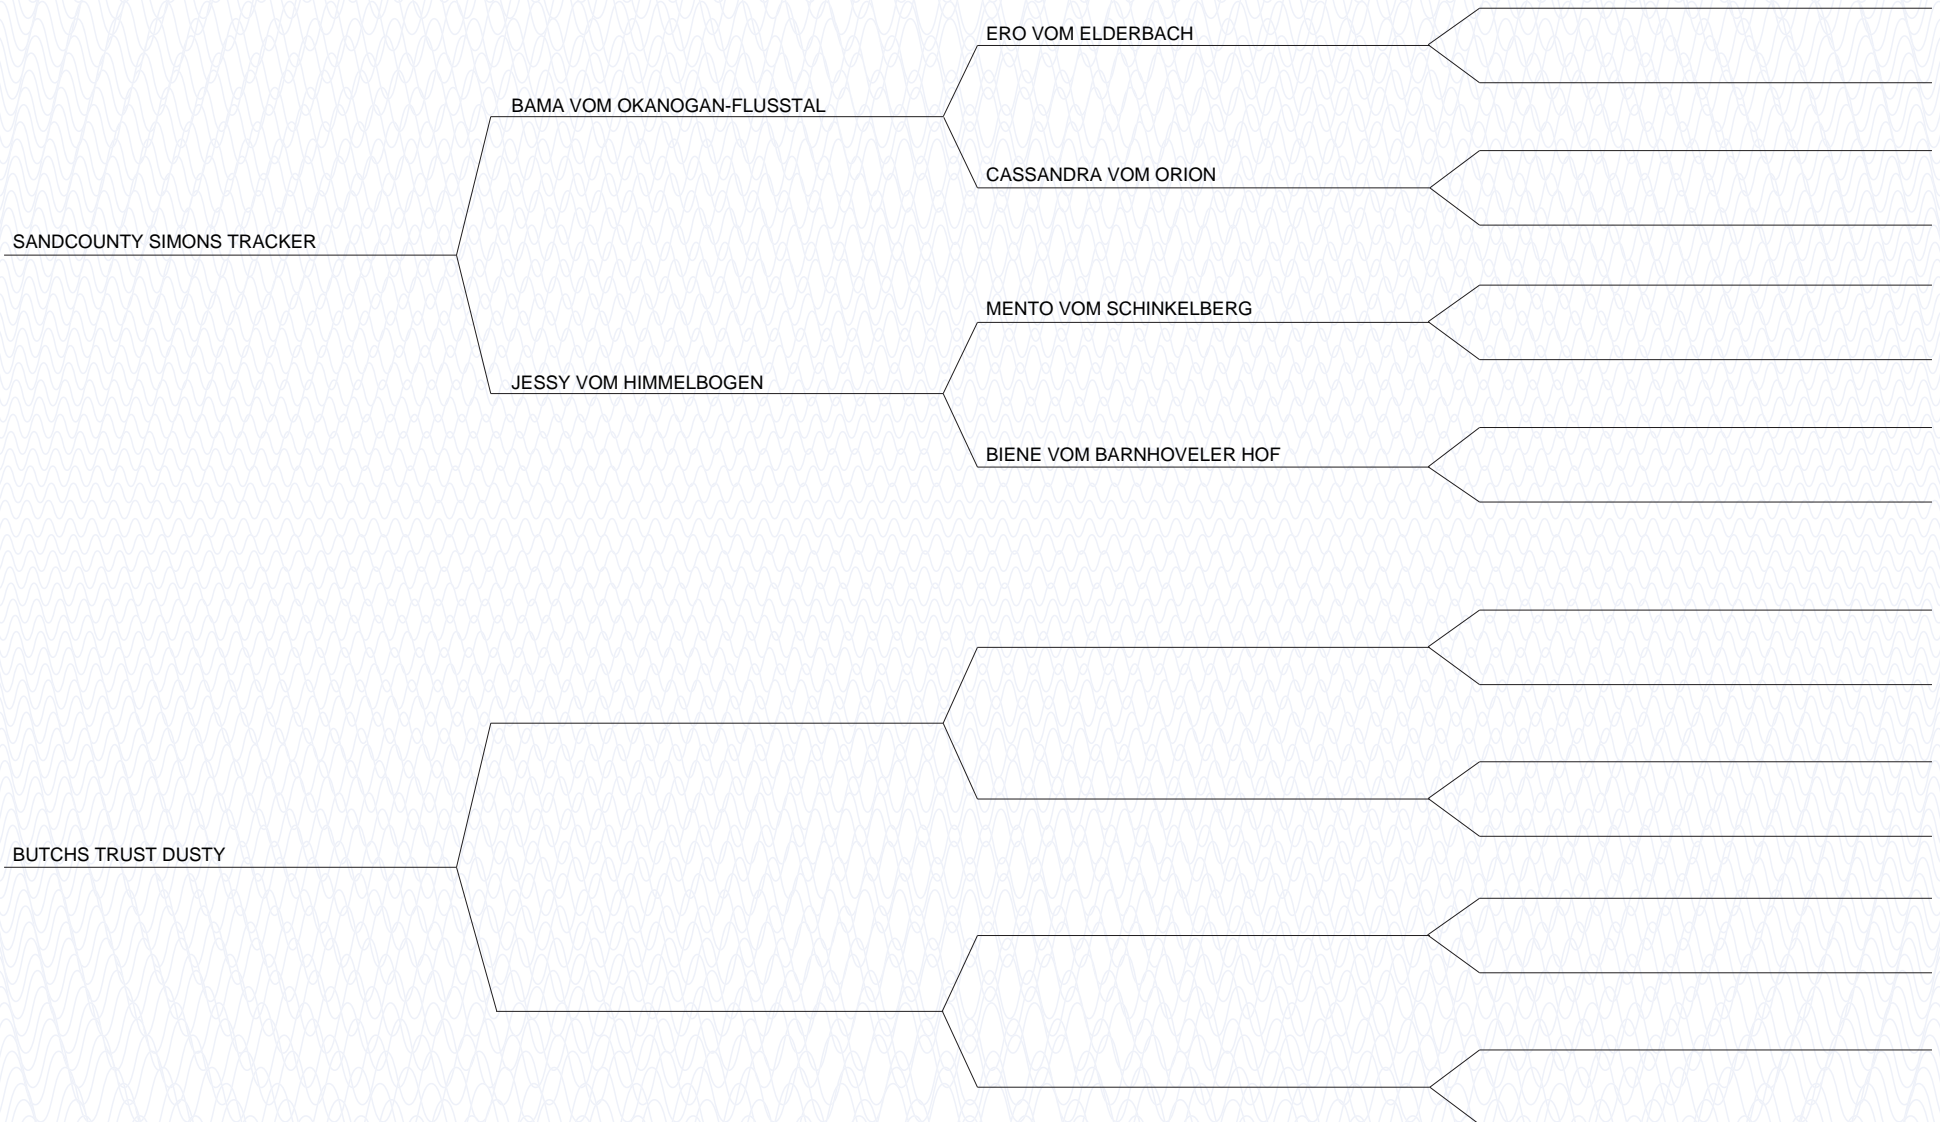 ERO VOM ELDERBACH
BAMA VOM OKANOGAN-FLUSSTAL
CASSANDRA VOM ORION
SANDCOUNTY SIMONS TRACKER
MENTO VOM SCHINKELBERG
JESSY VOM HIMMELBOGEN
BIENE VOM BARNHOVELER HOF
BUTCHS TRUST DUSTY